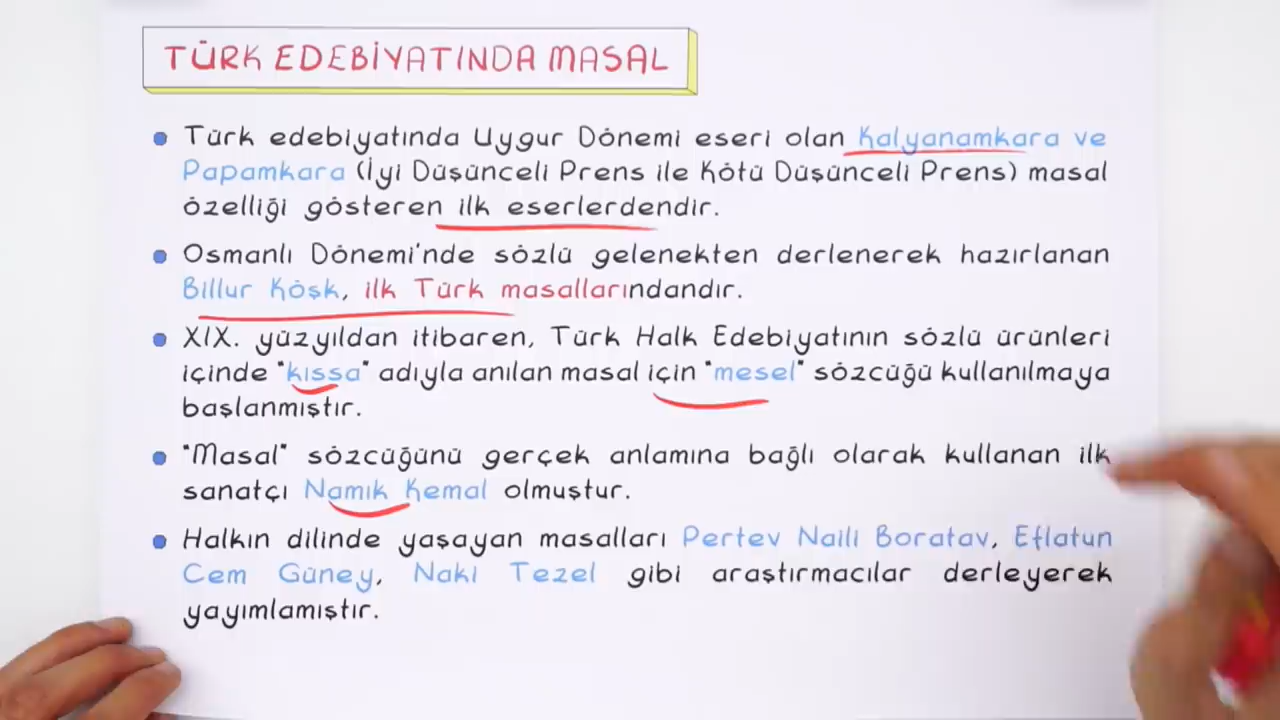 TÜRK EDEBİYATINDA MASAL
Türk edebiyatında Uygur Dönemi eseri olan Kalyanamkara ve
Papamkara (İyi Düşünceli Prens ile Kötü Düşünceli Prens) masal
özelliği gösteren ilk eserlerdendir.
Osmanlı Dönemi'nde sözlü gelenekten derlenerek hazırlanan
Billur Köşk, ilk Türk masallarındandır.
XIX. yüzyıldan itibaren, Türk Halk Edebiyatının sözlü ürünleri
içinde "kıssa" adıyla anılan masal için "mesel" sözcüğü kullanılmaya
başlanmıştır.
"Masal" sözcüğünü gerçek anlamına bağlı olarak kullanan ilk
sanatçı Namık Kemal olmuştur.
Halkın dilinde yaşayan masalları Pertev Naili Boratav, Eflatun
Cem Güney, Naki Tezel gibi araştırmacılar derleyerek
yayımlamıştır.